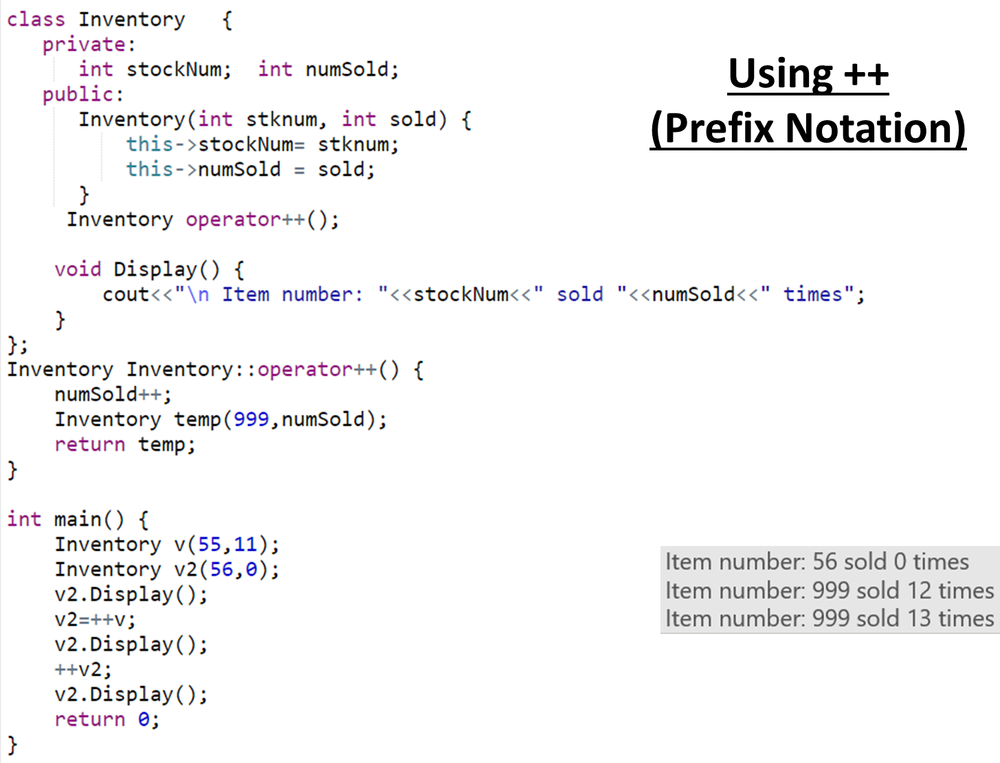 class Inventory   {
   private:
      int stockNum;  int numSold;
   public:
      Inventory(int stknum, int sold) {
          this->stockNum= stknum;
          this->numSold = sold;
      }
     Inventory operator++();
    void Display() {
        cout<<"\n Item number: "<<stockNum<<" sold "<<numSold<<" times";
    }
};
Inventory Inventory::operator++() {
    numSold++;
    Inventory temp(999,numSold);
    return temp;
}
int main() {
    Inventory v(55,11);
    Inventory v2(56,0);
    v2.Display();
    v2=++v;
    v2.Display();
    ++v2;
    v2.Display();
    return 0;
}
Using ++
(Prefix Notation)
Item number: 56 sold 0 times
Item number: 999 sold 12 times
Item number: 999 sold 13 times